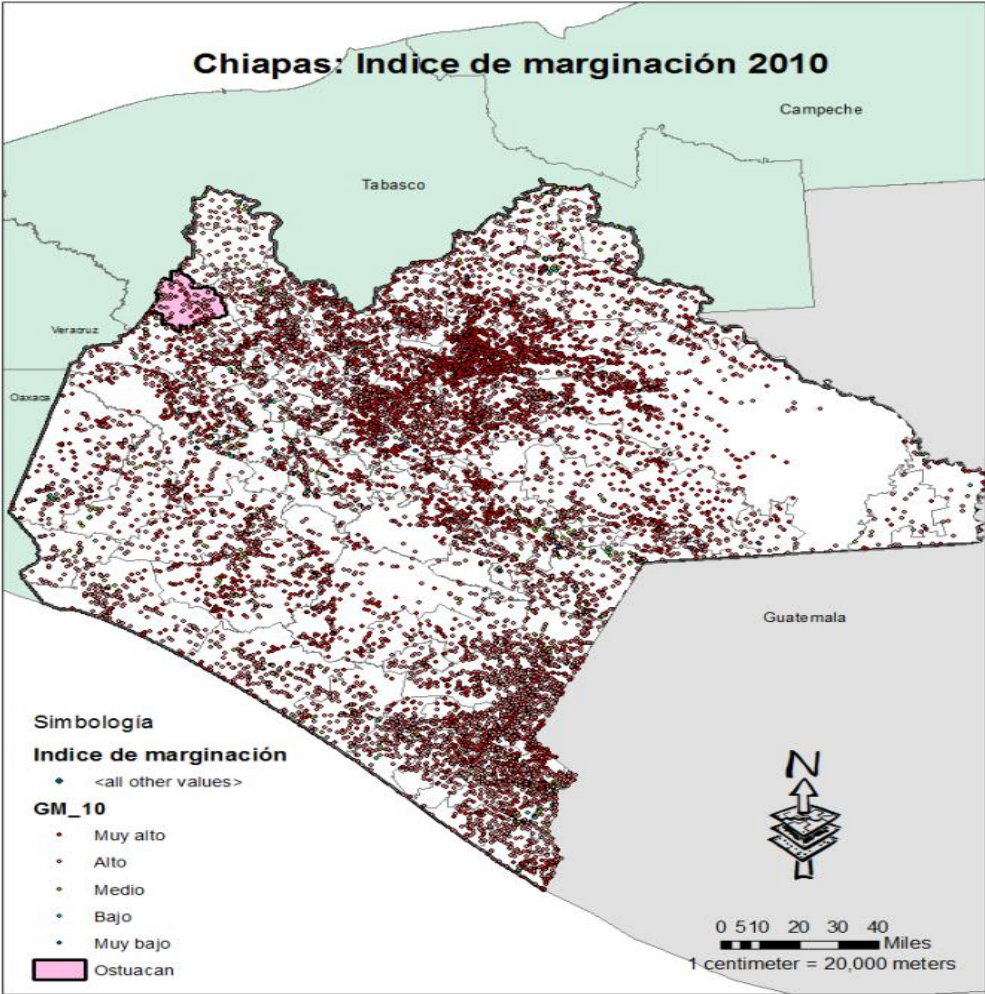 Chiapas: Indice de marginación 2010
Campeche
Tabasco
Veracruz
Oaxaca
Guatemala
Simbología
Indice de marginación
<all other values>
GM_10
Muy alto
Alto
Medio
Bajo
Muy bajo
Ostuacan
N
0 5 10 20 30 40
Miles
1 centimeter = 20,000 meters